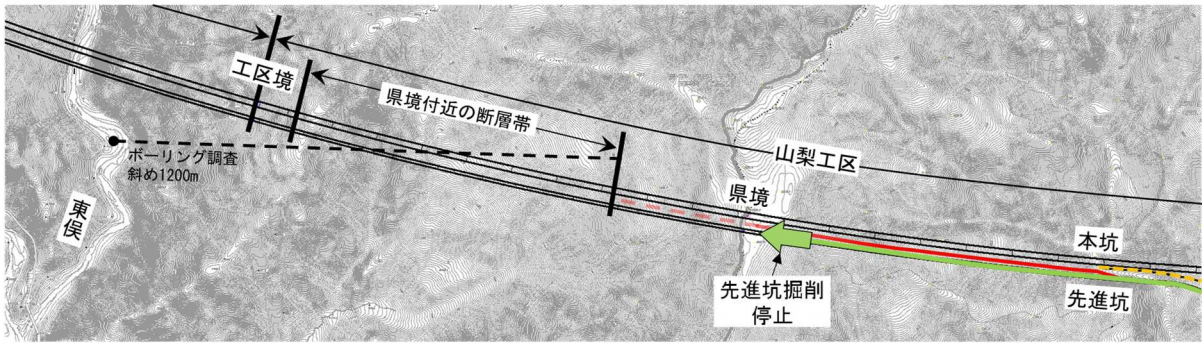 工区境
県境付近の断層帯
山梨工区
ボーリング調査
斜め1200m
東俣
県境
先進坑掘削
停止
本坑
先進坑